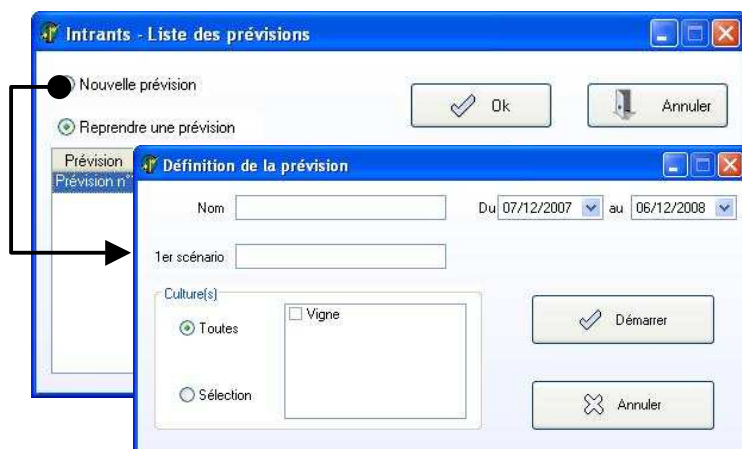 Intrants - Liste des prévisions
Nouvelle prévision
Ok
Annuler
Reprendre une prévision
Prévision
Prévision n°
Définition de la prévision
Nom
Du 07/12/2007 au 06/12/2008
1er scénario
Culture(s)
Toutes
Vigne
Démarrer
Sélection
Annuler